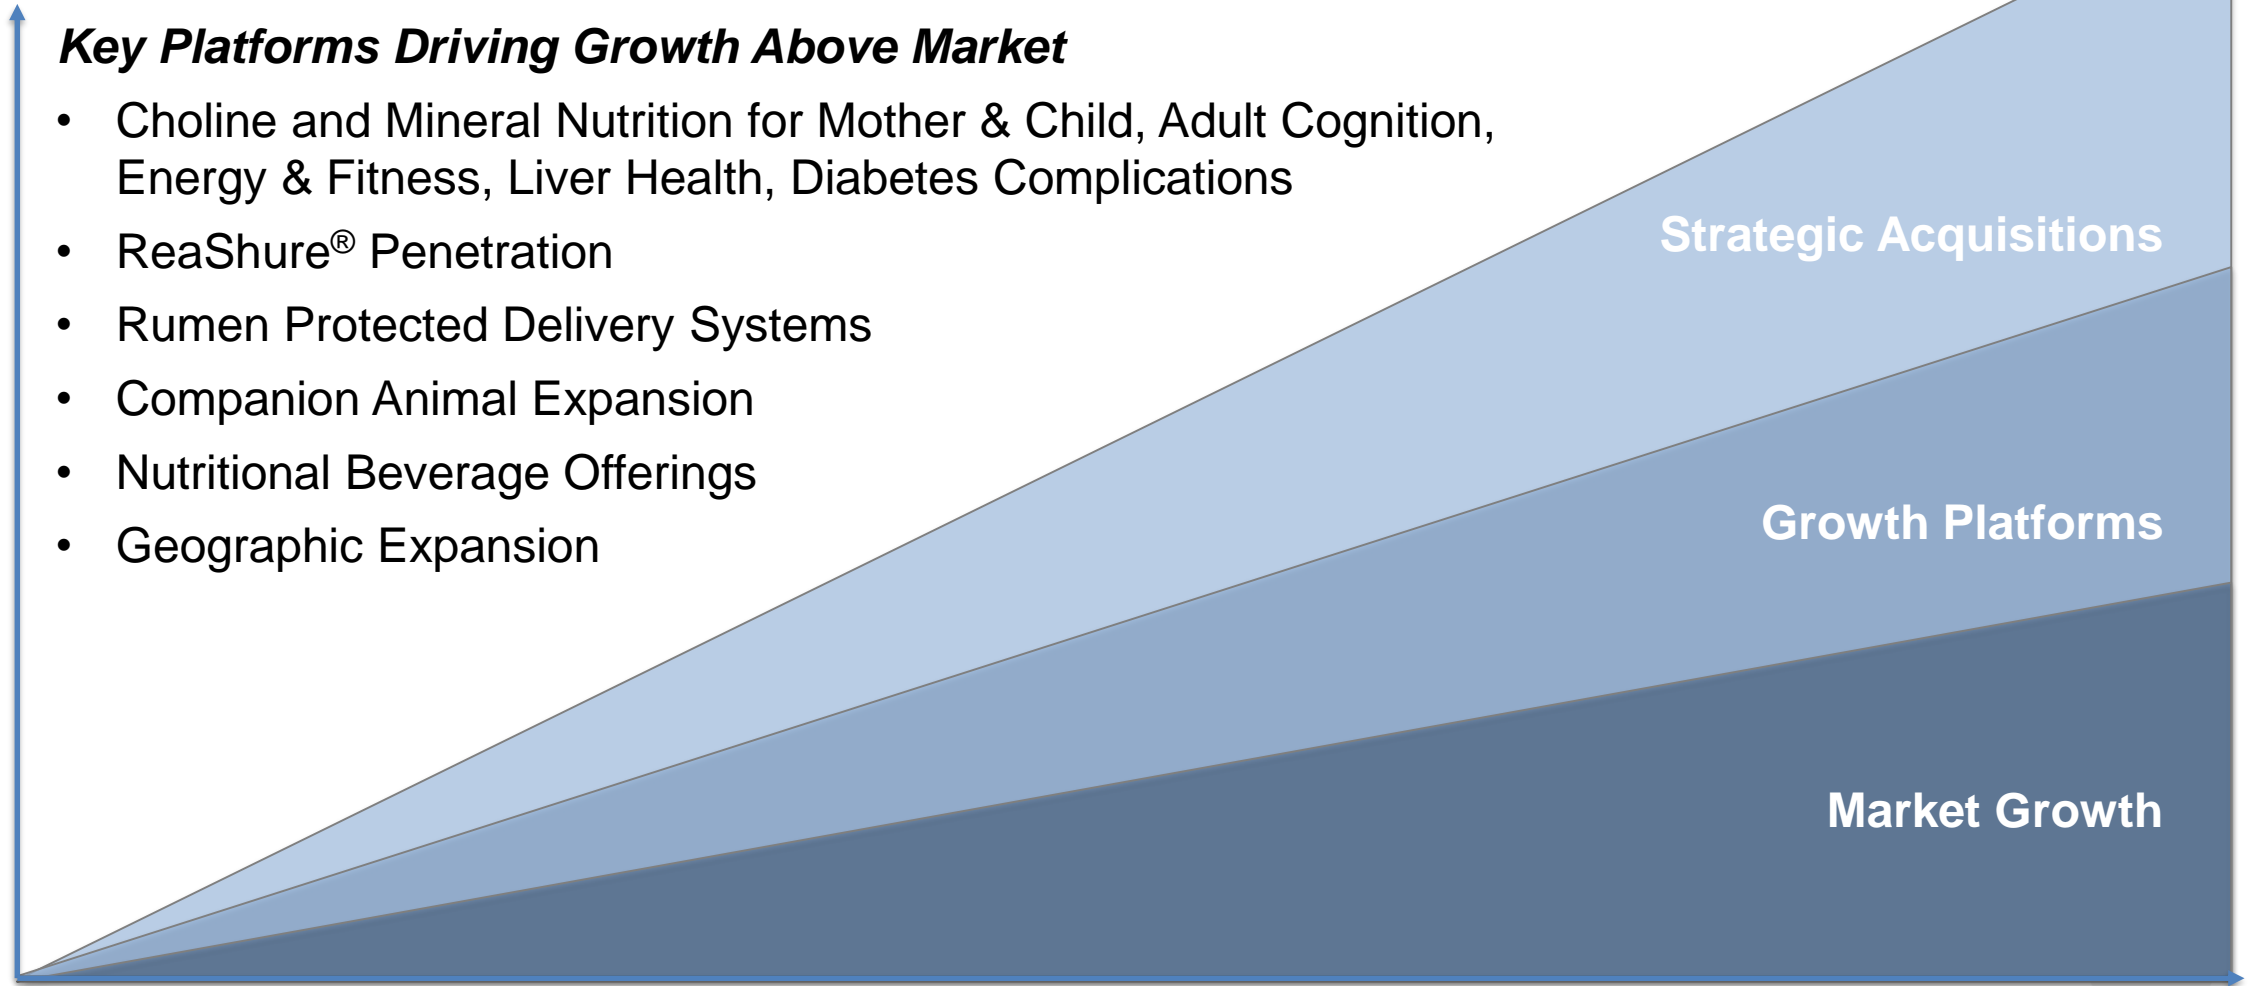 Key Platforms Driving Growth Above Market
• Choline and Mineral Nutrition for Mother & Child, Adult Cognition,
Energy & Fitness, Liver Health, Diabetes Complications
• ReaShure® Penetration
• Rumen Protected Delivery Systems
• Companion Animal Expansion
• Nutritional Beverage Offerings
• Geographic Expansion
Strategic Acquisitions
Growth Platforms
Market Growth